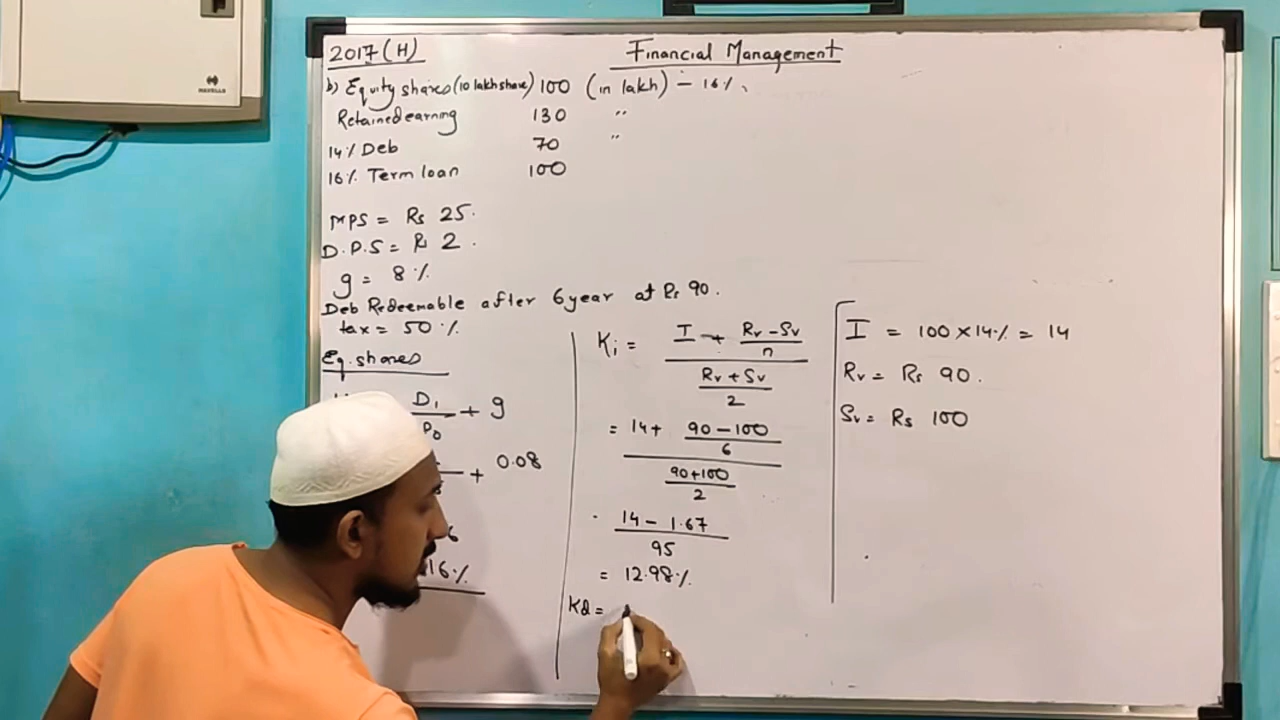 HAVELLS
2017 (H)
Financial Management
b) Equity shares (10 lakh share) 100 (in lakh) - 16%
Retained earning 130 "
14% Deb 70 "
16% Term loan 100
MPS = Rs 25.
D.P.S = Rs 2.
g = 8%
Deb Redeemable after 6 year at Rs 90.
tax = 50%
Eq. shares
D₁/P₀ + g
+ 0.08
6
16%
Ki = (I + (Rv - Sv)/n) / ((Rv + Sv)/2)
= (14 + (90 - 100)/6) / ((90 + 100)/2)
(14 - 1.67)/95
= 12.98%
Kd =
I = 100 × 14% = 14
Rv = Rs 90.
Sv = Rs 100